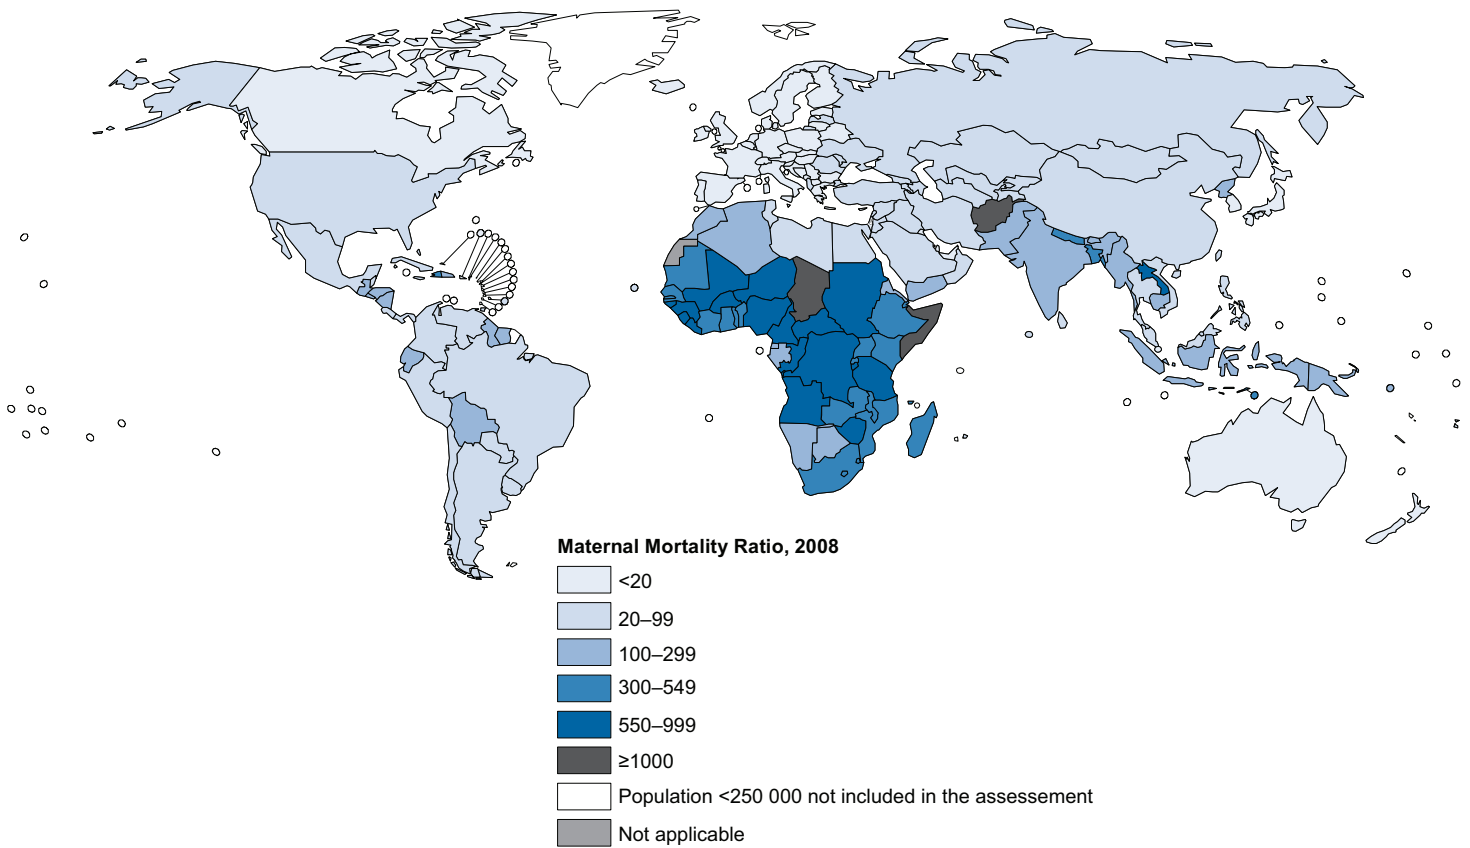 Maternal Mortality Ratio, 2008
<20
20–99
100–299
300–549
550–999
≥1000
Population <250 000 not included in the assessement
Not applicable